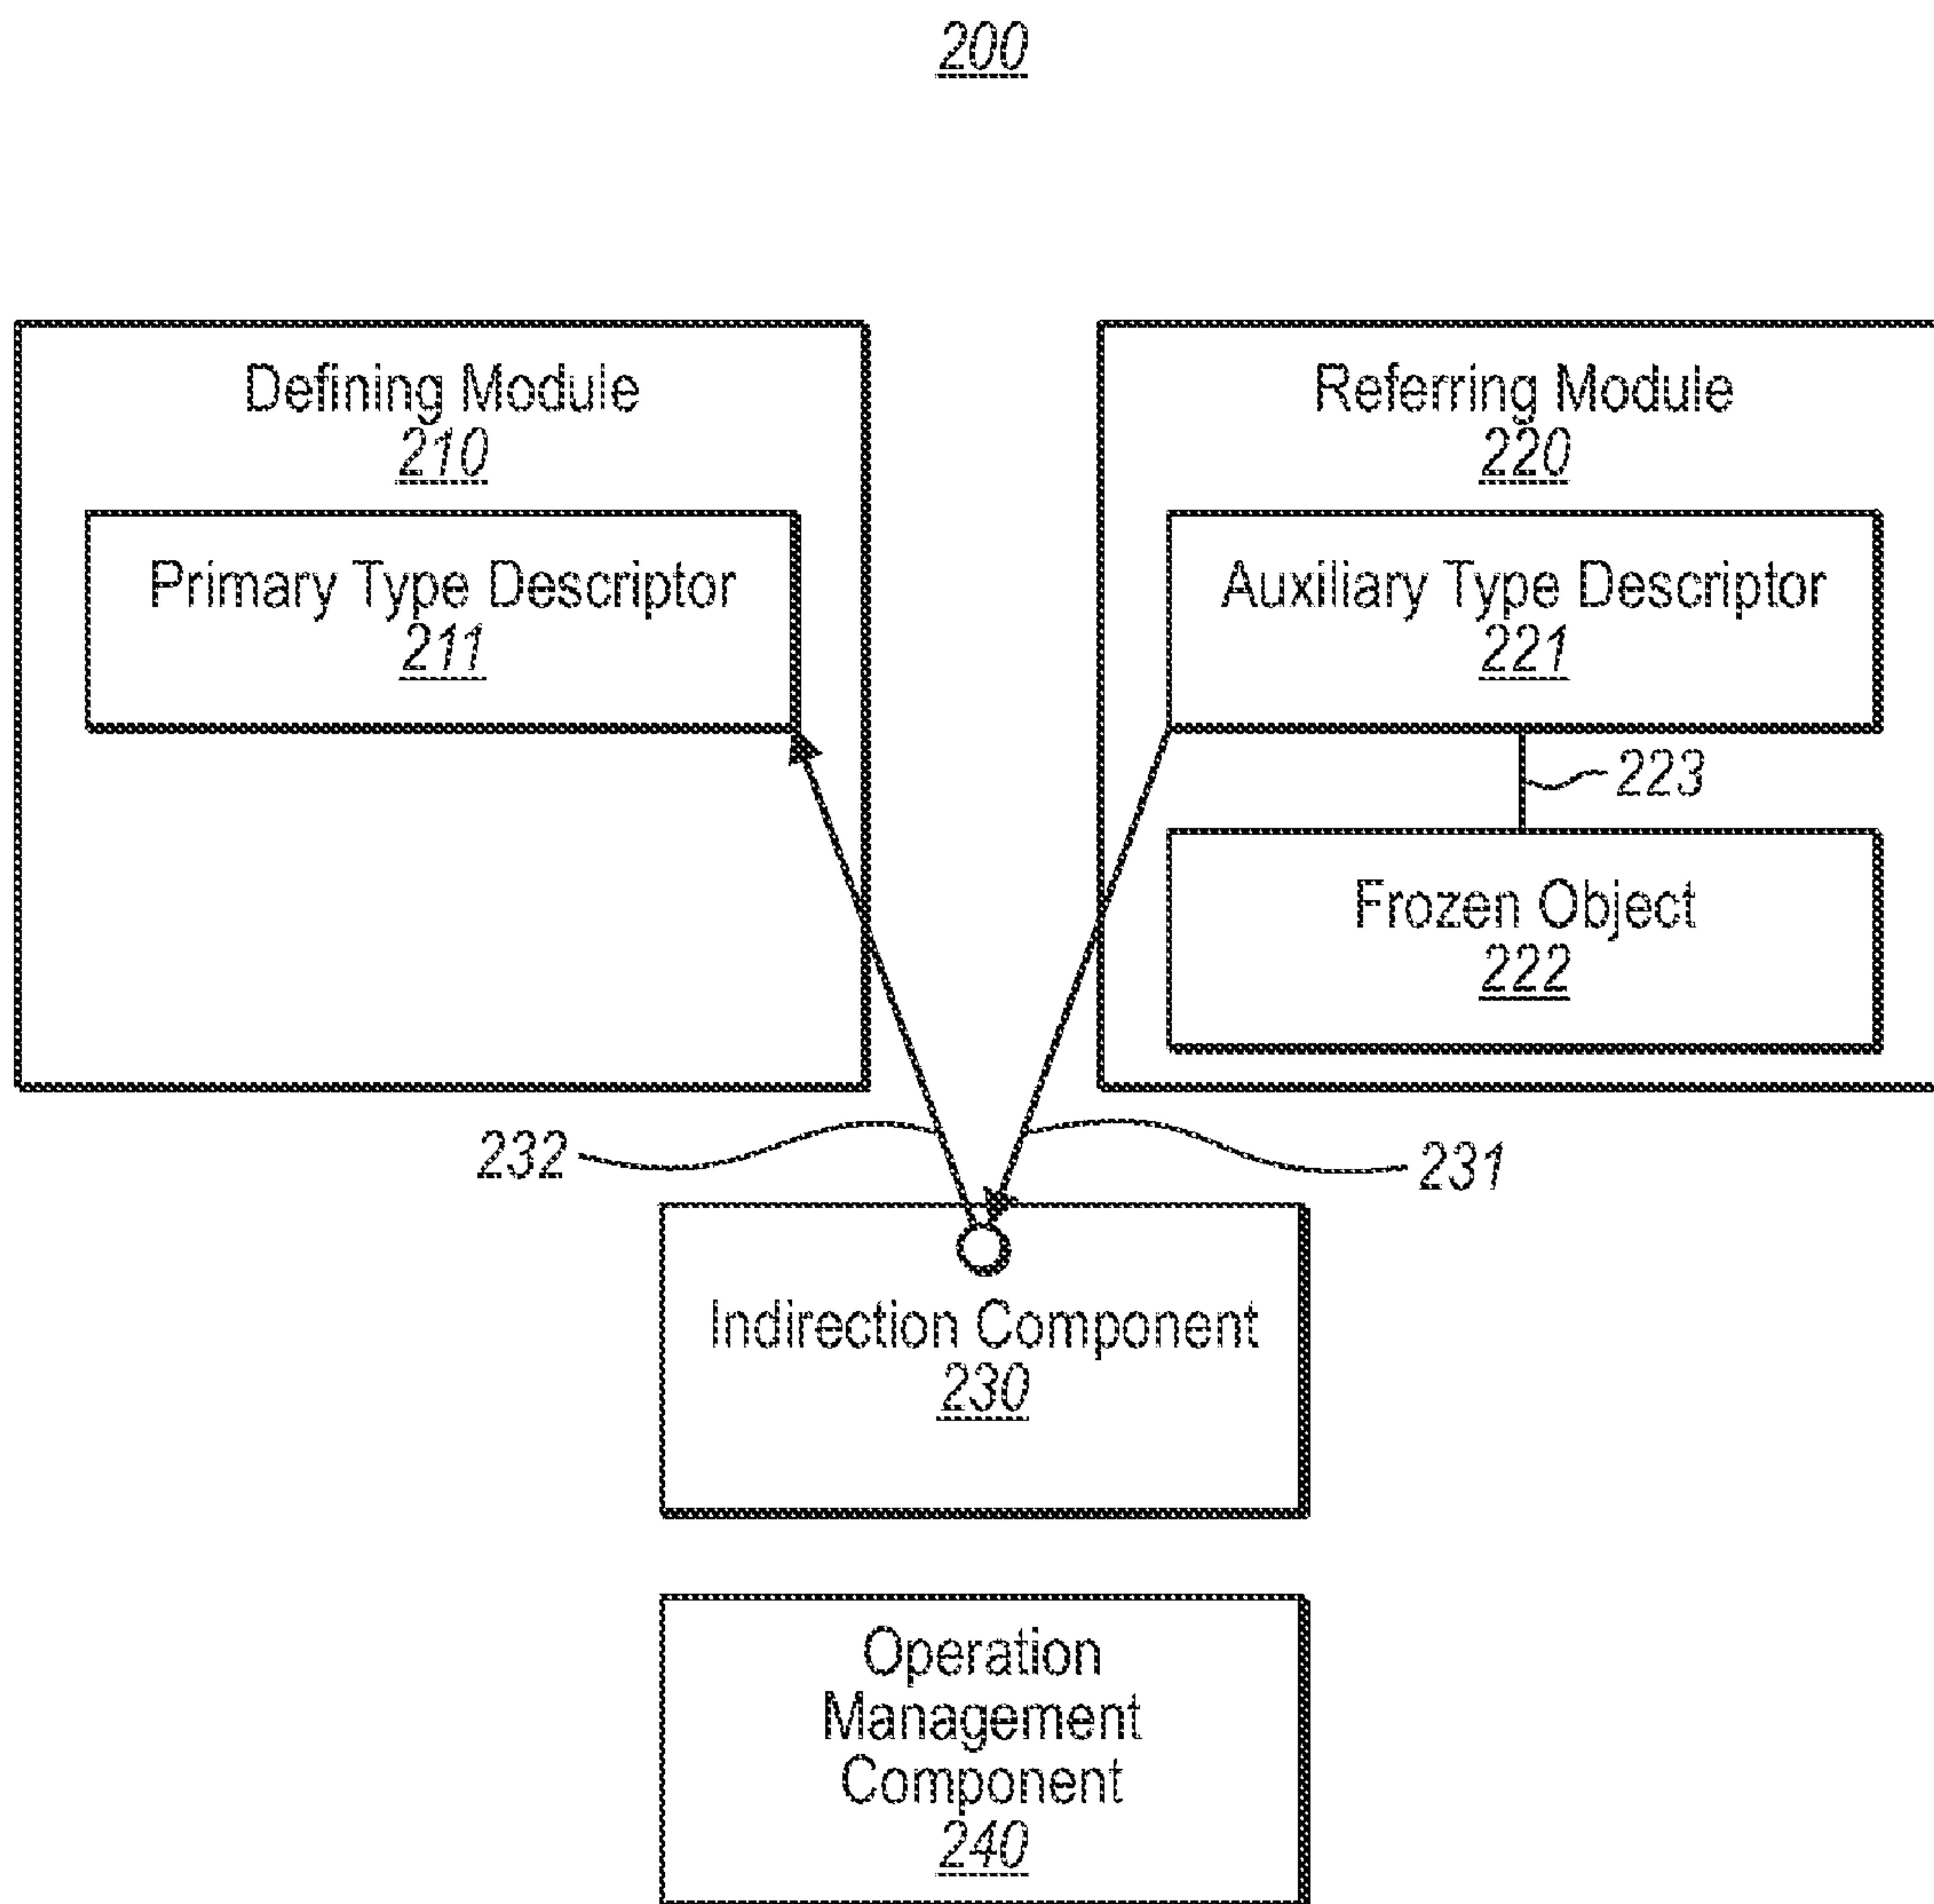 200
Defining Module
210
Primary Type Descriptor
211
Referring Module
220
Auxiliary Type Descriptor
221
223
Frozen Object
222
232
231
Indirection Component
230
Operation
Management
Component
240